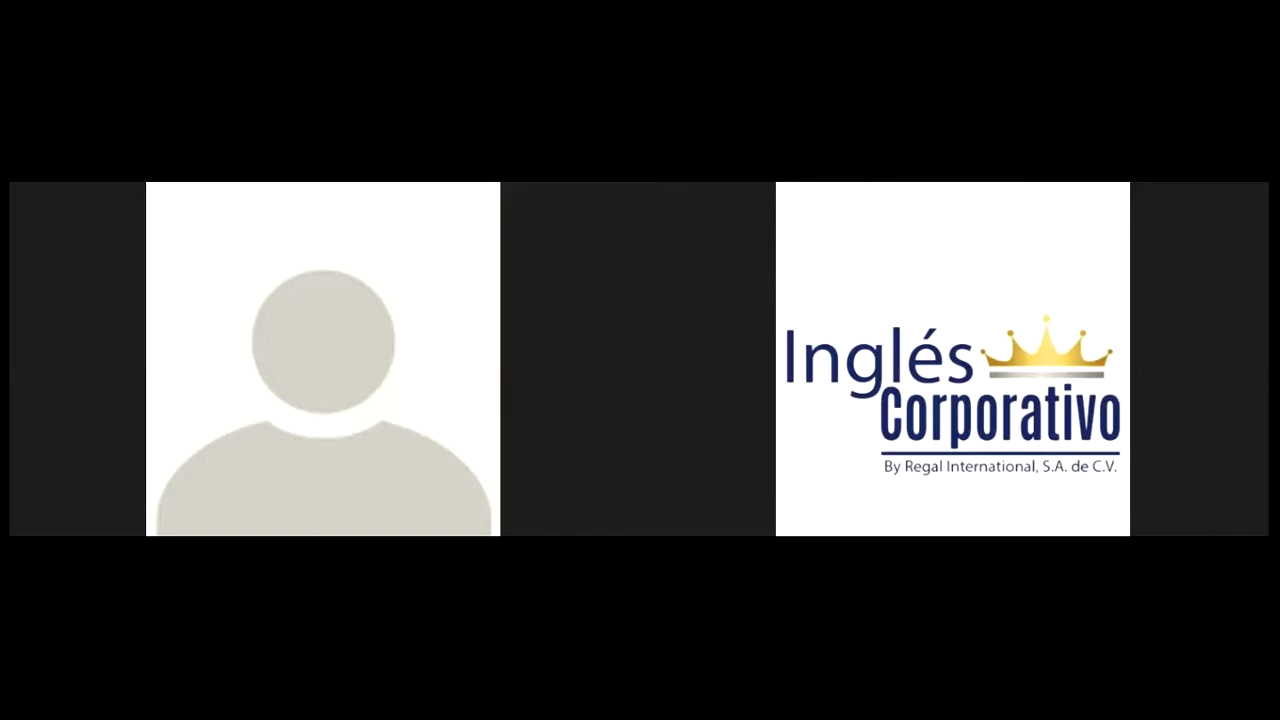 Inglés
Corporativo
By Regal International, S.A. de C.V.